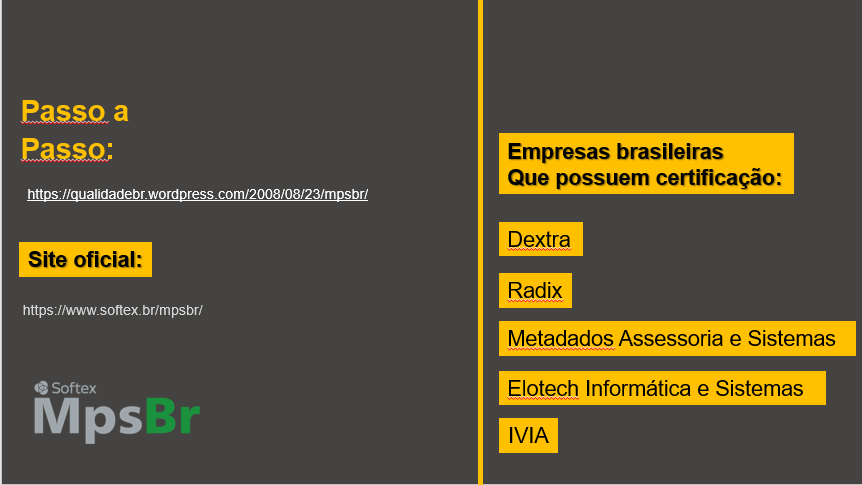 Passo a
Passo:
https://qualidadebr.wordpress.com/2008/08/23/mpsbr/
Site oficial:
https://www.softex.br/mpsbr/
Softex
MpsBr
Empresas brasileiras
Que possuem certificação:
Dextra
Radix
Metadados Assessoria e Sistemas
Elotech Informática e Sistemas
IVIA